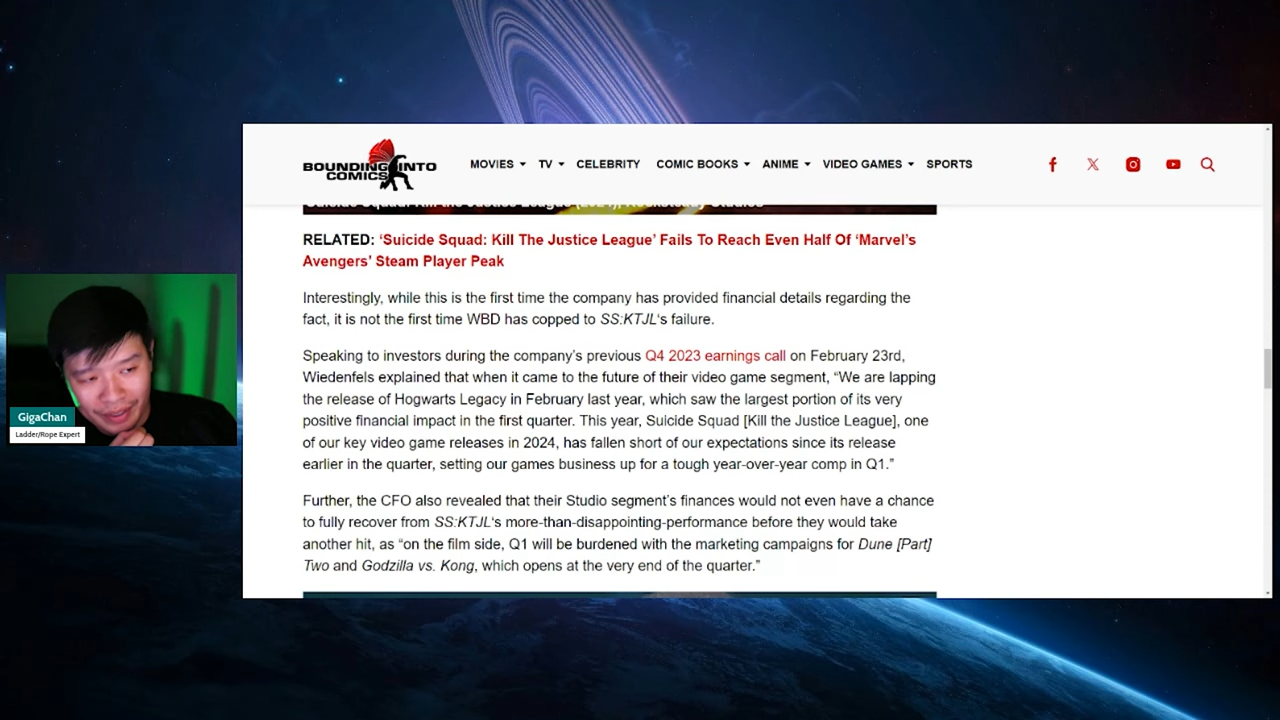 BOUNDING INTO
COMICS
MOVIES TV CELEBRITY COMIC BOOKS ANIME VIDEO GAMES SPORTS
RELATED: ‘Suicide Squad: Kill The Justice League’ Fails To Reach Even Half Of ‘Marvel’s
Avengers’ Steam Player Peak
Interestingly, while this is the first time the company has provided financial details regarding the
fact, it is not the first time WBD has copped to SS:KTJL‘s failure.
Speaking to investors during the company’s previous Q4 2023 earnings call on February 23rd,
Wiedenfels explained that when it came to the future of their video game segment, “We are lapping
the release of Hogwarts Legacy in February last year, which saw the largest portion of its very
positive financial impact in the first quarter. This year, Suicide Squad [Kill the Justice League], one
of our key video game releases in 2024, has fallen short of our expectations since its release
earlier in the quarter, setting our games business up for a tough year-over-year comp in Q1.”
Further, the CFO also revealed that their Studio segment’s finances would not even have a chance
to fully recover from SS:KTJL‘s more-than-disappointing-performance before they would take
another hit, as “on the film side, Q1 will be burdened with the marketing campaigns for Dune [Part]
Two and Godzilla vs. Kong, which opens at the very end of the quarter.”
GigaChan
Ladder/Rope Expert